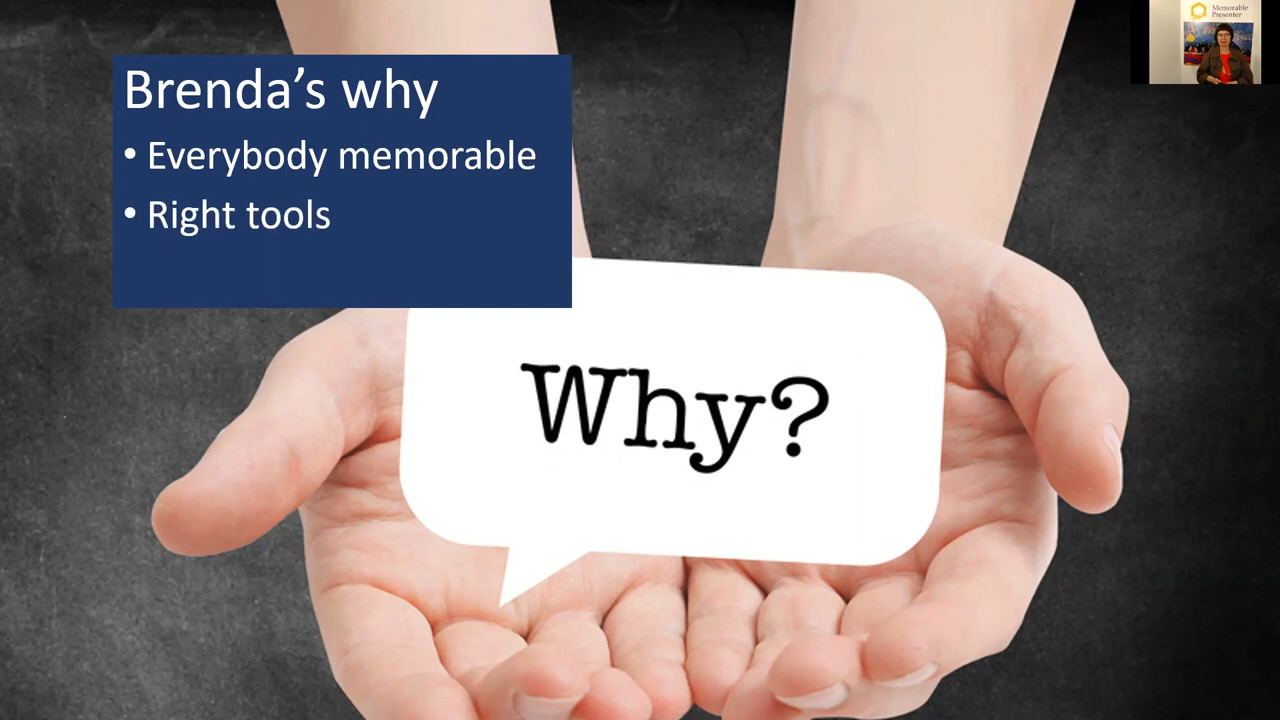 Brenda’s why
• Everybody memorable
• Right tools
Why?
Memorable
Presenter